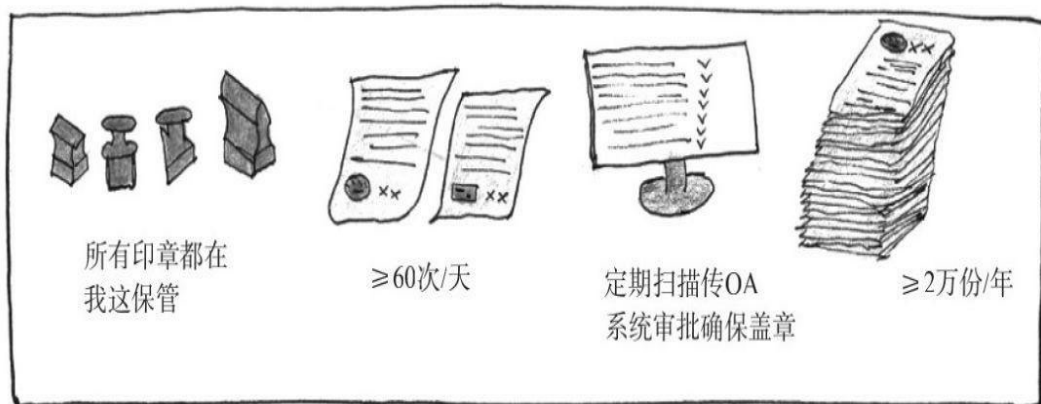 所有印章都在
我这保管
≥60次/天
定期扫描传OA
系统审批确保盖章
≥2万份/年
××
××
××